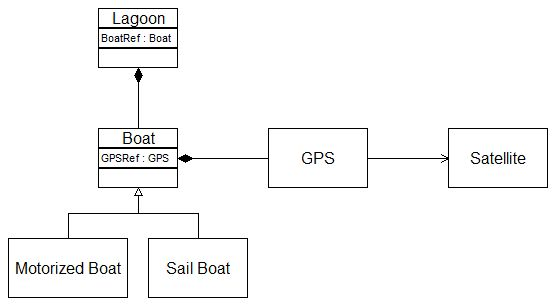 Lagoon
BoatRef : Boat
Boat
GPSRef : GPS
GPS
Satellite
Motorized Boat
Sail Boat